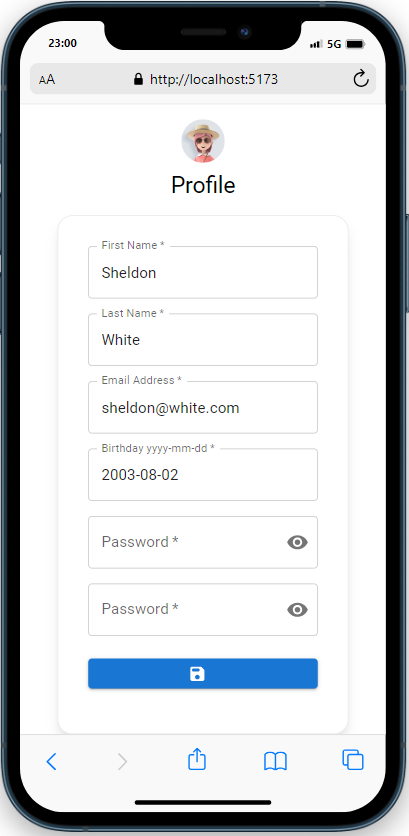 23:00
5G
AA
http://localhost:5173
Profile
First Name *
Sheldon
Last Name *
White
Email Address *
sheldon@white.com
Birthday yyyy-mm-dd *
2003-08-02
Password *
Password *